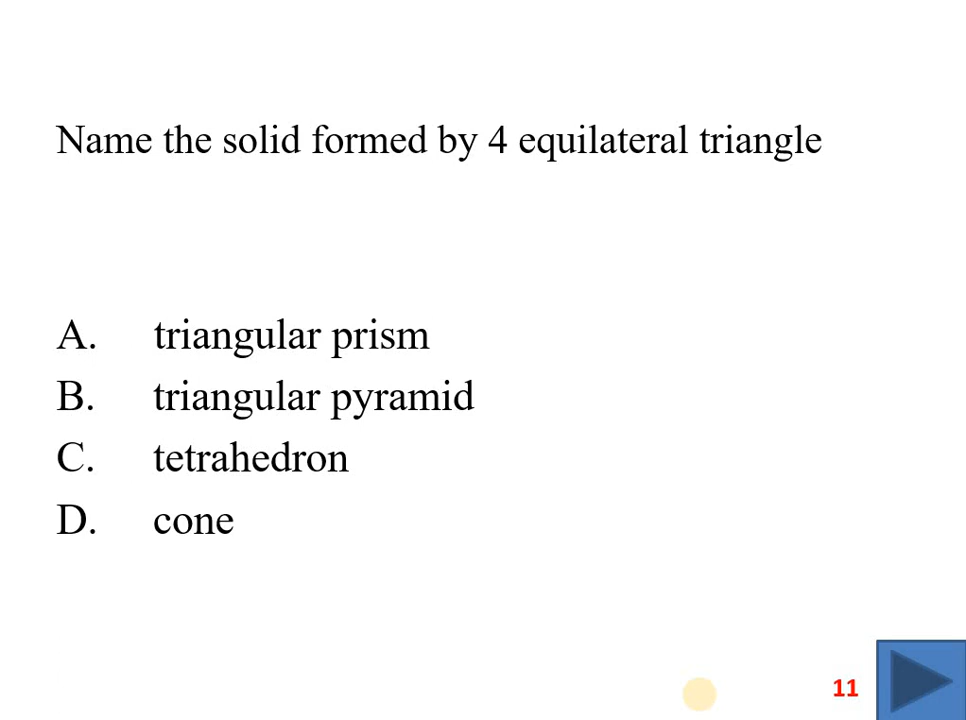 Name the solid formed by 4 equilateral triangle
A. triangular prism
B. triangular pyramid
C. tetrahedron
D. cone
11